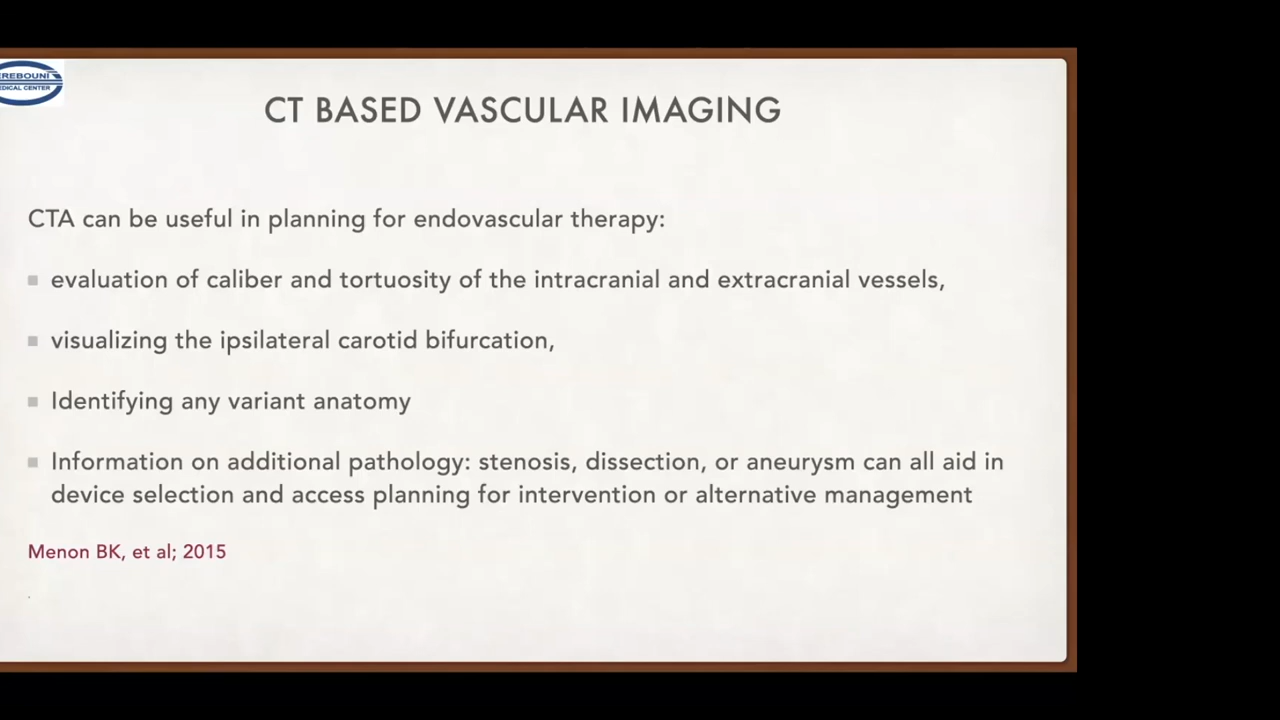 EREBOUNI
MEDICAL CENTER
CT BASED VASCULAR IMAGING
CTA can be useful in planning for endovascular therapy:
evaluation of caliber and tortuosity of the intracranial and extracranial vessels,
visualizing the ipsilateral carotid bifurcation,
Identifying any variant anatomy
Information on additional pathology: stenosis, dissection, or aneurysm can all aid in
device selection and access planning for intervention or alternative management
Menon BK, et al; 2015
.